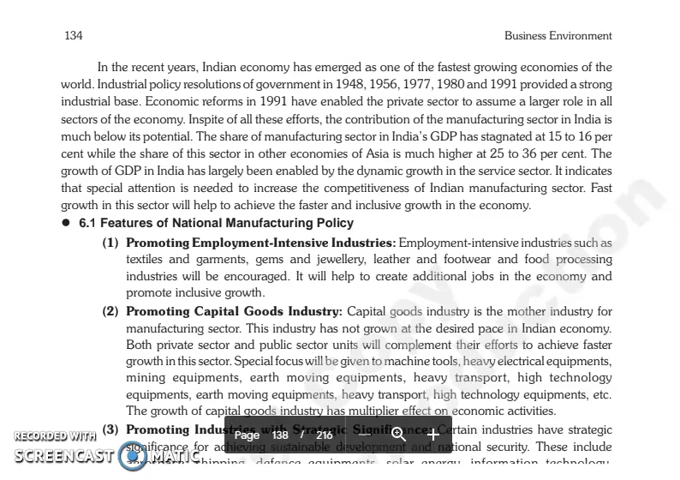 134
Business Environment
In the recent years, Indian economy has emerged as one of the fastest growing economies of the
world. Industrial policy resolutions of government in 1948, 1956, 1977, 1980 and 1991 provided a strong
industrial base. Economic reforms in 1991 have enabled the private sector to assume a larger role in all
sectors of the economy. Inspite of all these efforts, the contribution of the manufacturing sector in India is
much below its potential. The share of manufacturing sector in India's GDP has stagnated at 15 to 16 per
cent while the share of this sector in other economies of Asia is much higher at 25 to 36 per cent. The
growth of GDP in India has largely been enabled by the dynamic growth in the service sector. It indicates
that special attention is needed to increase the competitiveness of Indian manufacturing sector. Fast
growth in this sector will help to achieve the faster and inclusive growth in the economy.
● 6.1 Features of National Manufacturing Policy
(1) Promoting Employment-Intensive Industries: Employment-intensive industries such as
textiles and garments, gems and jewellery, leather and footwear and food processing
industries will be encouraged. It will help to create additional jobs in the economy and
promote inclusive growth.
(2) Promoting Capital Goods Industry: Capital goods industry is the mother industry for
manufacturing sector. This industry has not grown at the desired pace in Indian economy.
Both private sector and public sector units will complement their efforts to achieve faster
growth in this sector. Special focus will be given to machine tools, heavy electrical equipments,
mining equipments, earth moving equipments, heavy transport, high technology
equipments, earth moving equipments, heavy transport, high technology equipments, etc.
The growth of capital goods industry has multiplier effect on economic activities.
(3) Promoting Industries with Strategic Significance: Certain industries have strategic
significance for achieving sustainable development and national security. These include
shipping, defence equipments, solar energy, information technology,
Page 138 / 216
RECORDED WITH
SCREENCAST MATIC
Copy